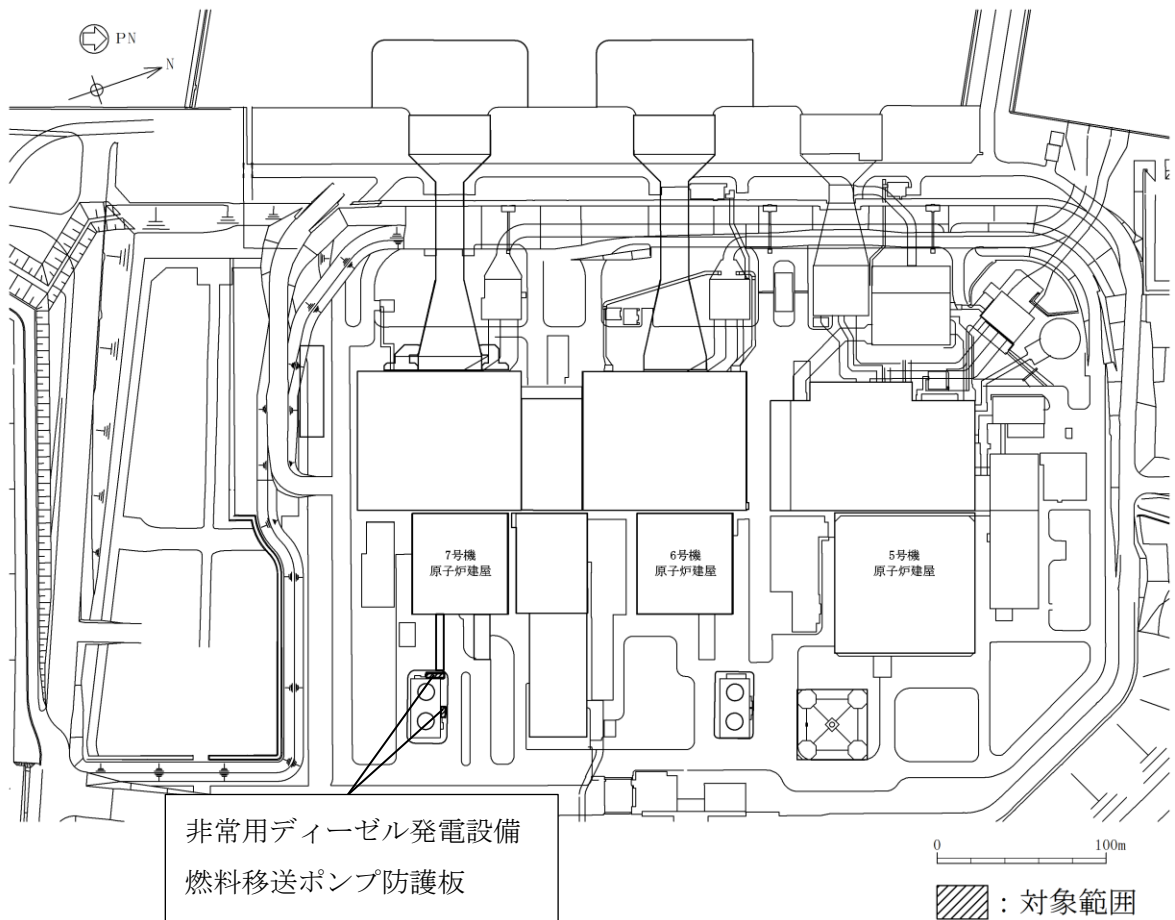 PN
N
7号機
原子炉建屋
6号機
原子炉建屋
5号機
原子炉建屋
非常用ディーゼル発電設備
燃料移送ポンプ防護板
0 100m
：対象範囲